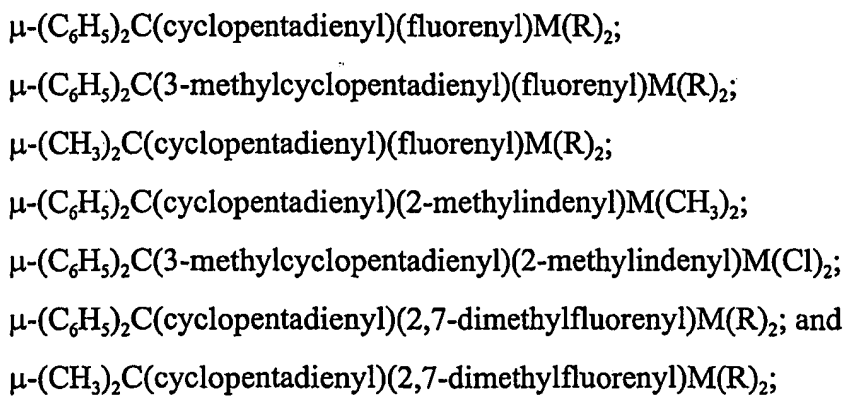 μ-(C₆H₅)₂C(cyclopentadienyl)(fluorenyl)M(R)₂;
μ-(C₆H₅)₂C(3-methylcyclopentadienyl)(fluorenyl)M(R)₂;
μ-(CH₃)₂C(cyclopentadienyl)(fluorenyl)M(R)₂;
μ-(C₆H₅)₂C(cyclopentadienyl)(2-methylindenyl)M(CH₃)₂;
μ-(C₆H₅)₂C(3-methylcyclopentadienyl)(2-methylindenyl)M(Cl)₂;
μ-(C₆H₅)₂C(cyclopentadienyl)(2,7-dimethylfluorenyl)M(R)₂; and
μ-(CH₃)₂C(cyclopentadienyl)(2,7-dimethylfluorenyl)M(R)₂;